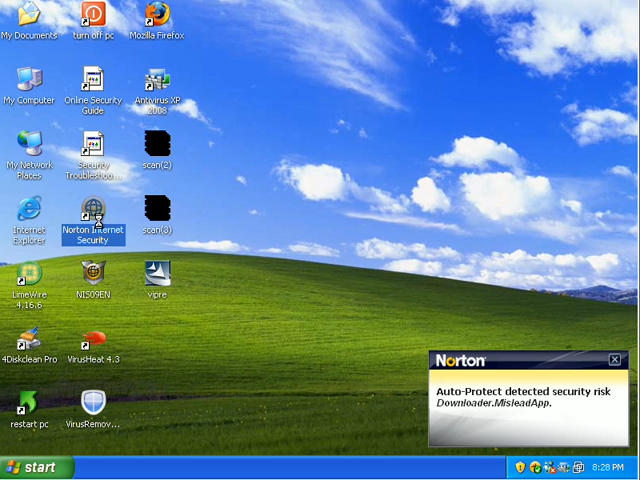 My Documents
turn off pc
Mozilla Firefox
My Computer
Online Security
Guide
Antivirus XP
2008
My Network
Places
Security
Troubleshoo...
scan(2)
Internet
Explorer
Norton Internet
Security
scan(3)
LimeWire
4.16.6
NIS09EN
vipre
4Diskclean Pro
VirusHeat 4.3
restart pc
VirusRemov...
Norton
Auto-Protect detected security risk
Downloader.MisleadApp.
start
8:28 PM